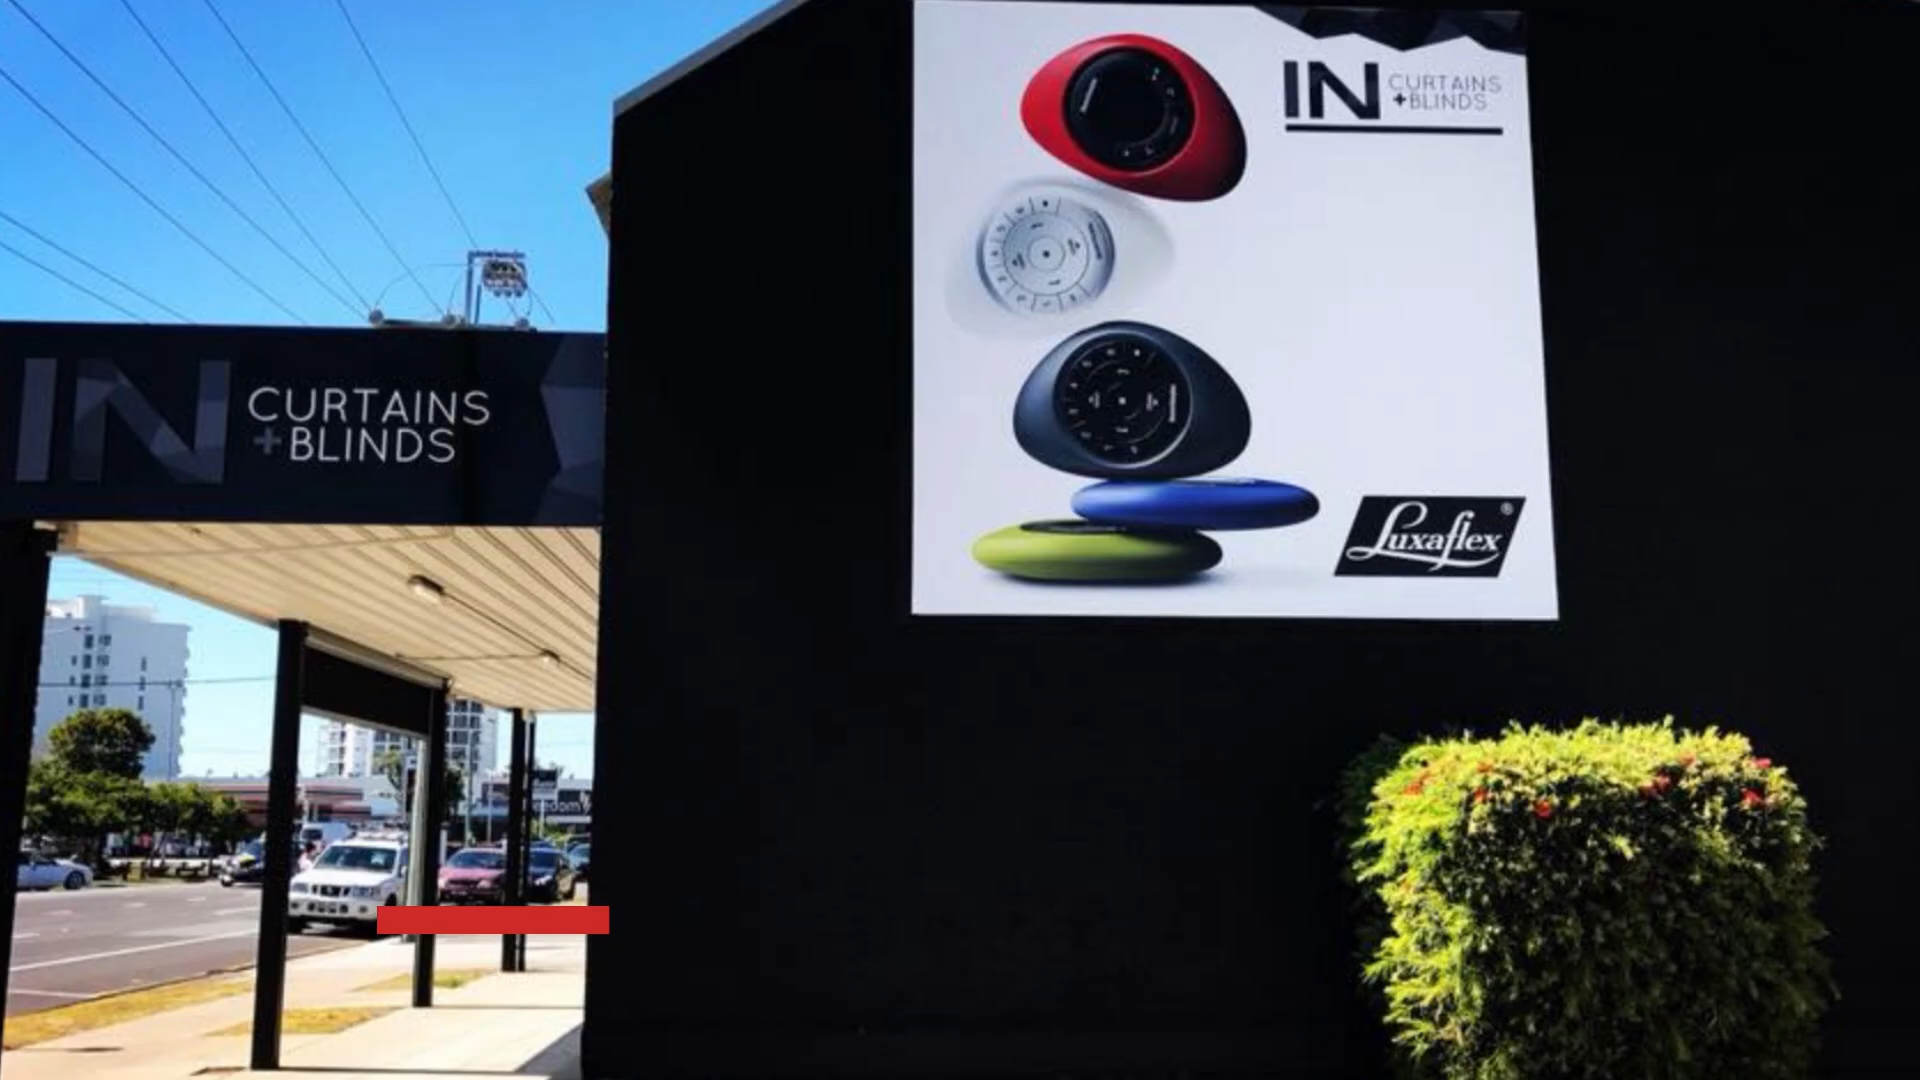 IN CURTAINS
+BLINDS
IN CURTAINS
+BLINDS
Luxaflex®